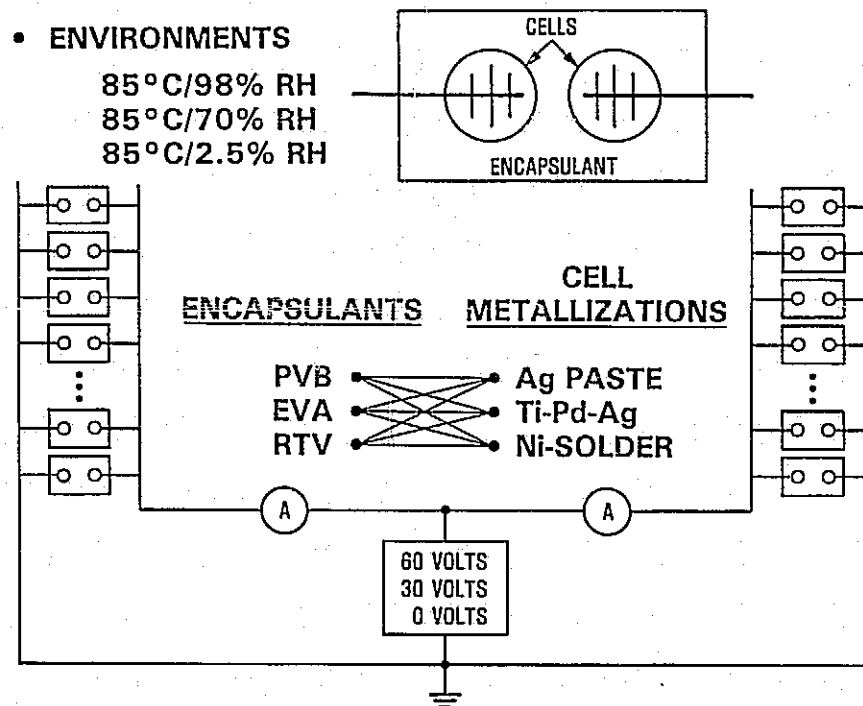 • ENVIRONMENTS
85°C/98% RH
85°C/70% RH
85°C/2.5% RH
CELLS
ENCAPSULANT
ENCAPSULANTS
PVB
EVA
RTV
CELL
METALLIZATIONS
Ag PASTE
Ti-Pd-Ag
Ni-SOLDER
A
A
60 VOLTS
30 VOLTS
0 VOLTS